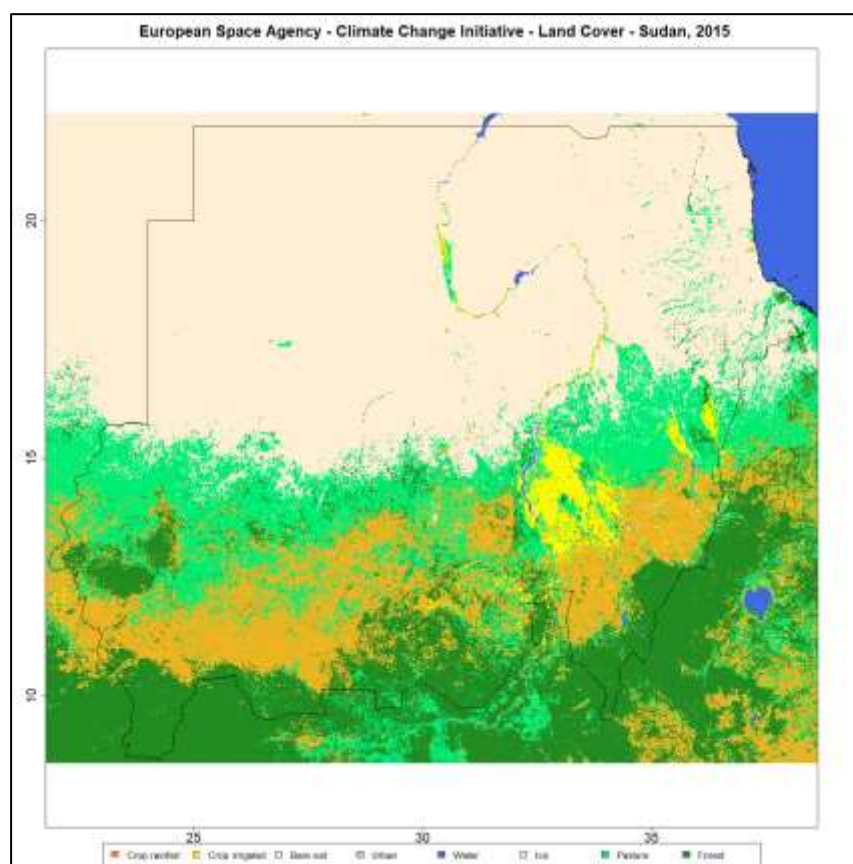 European Space Agency - Climate Change Initiative - Land Cover - Sudan, 2015
20
15
10
25 30 35
Crop rainfed Crop irrigated Bare soil Urban Water Ice Pasture Forest